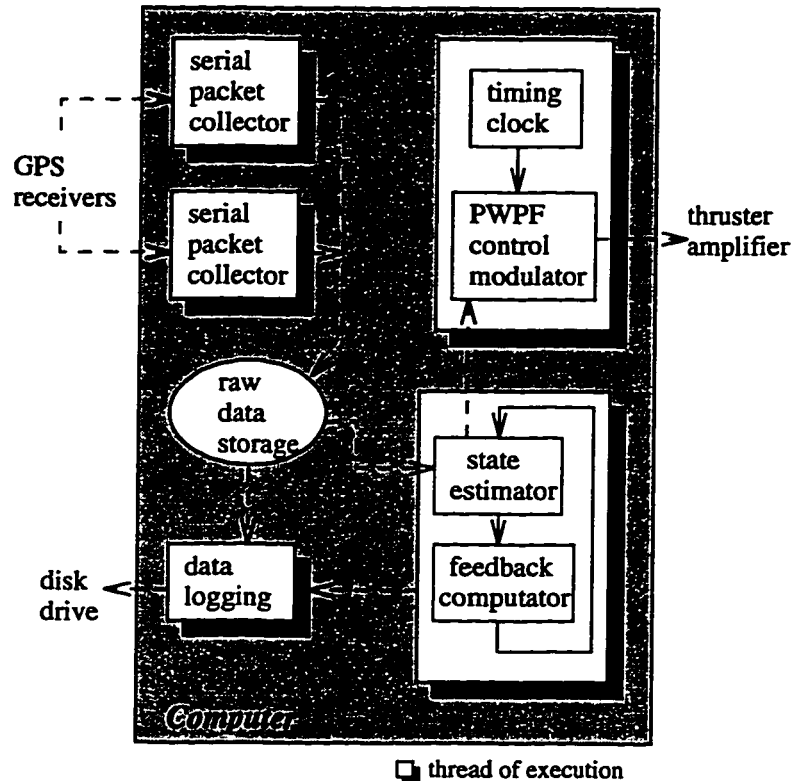 serial
packet
collector
GPS
receivers
serial
packet
collector
raw
data
storage
data
logging
disk
drive
timing
clock
PWPF
control
modulator
thruster
amplifier
state
estimator
feedback
computator
Computer
thread of execution